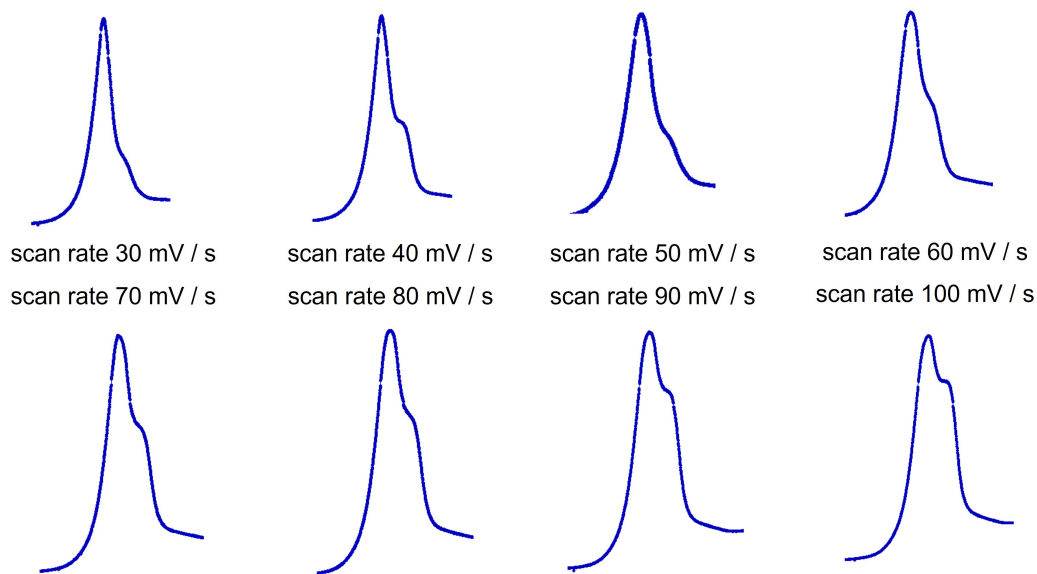 scan rate 30 mV / s
scan rate 40 mV / s
scan rate 50 mV / s
scan rate 60 mV / s
scan rate 70 mV / s
scan rate 80 mV / s
scan rate 90 mV / s
scan rate 100 mV / s